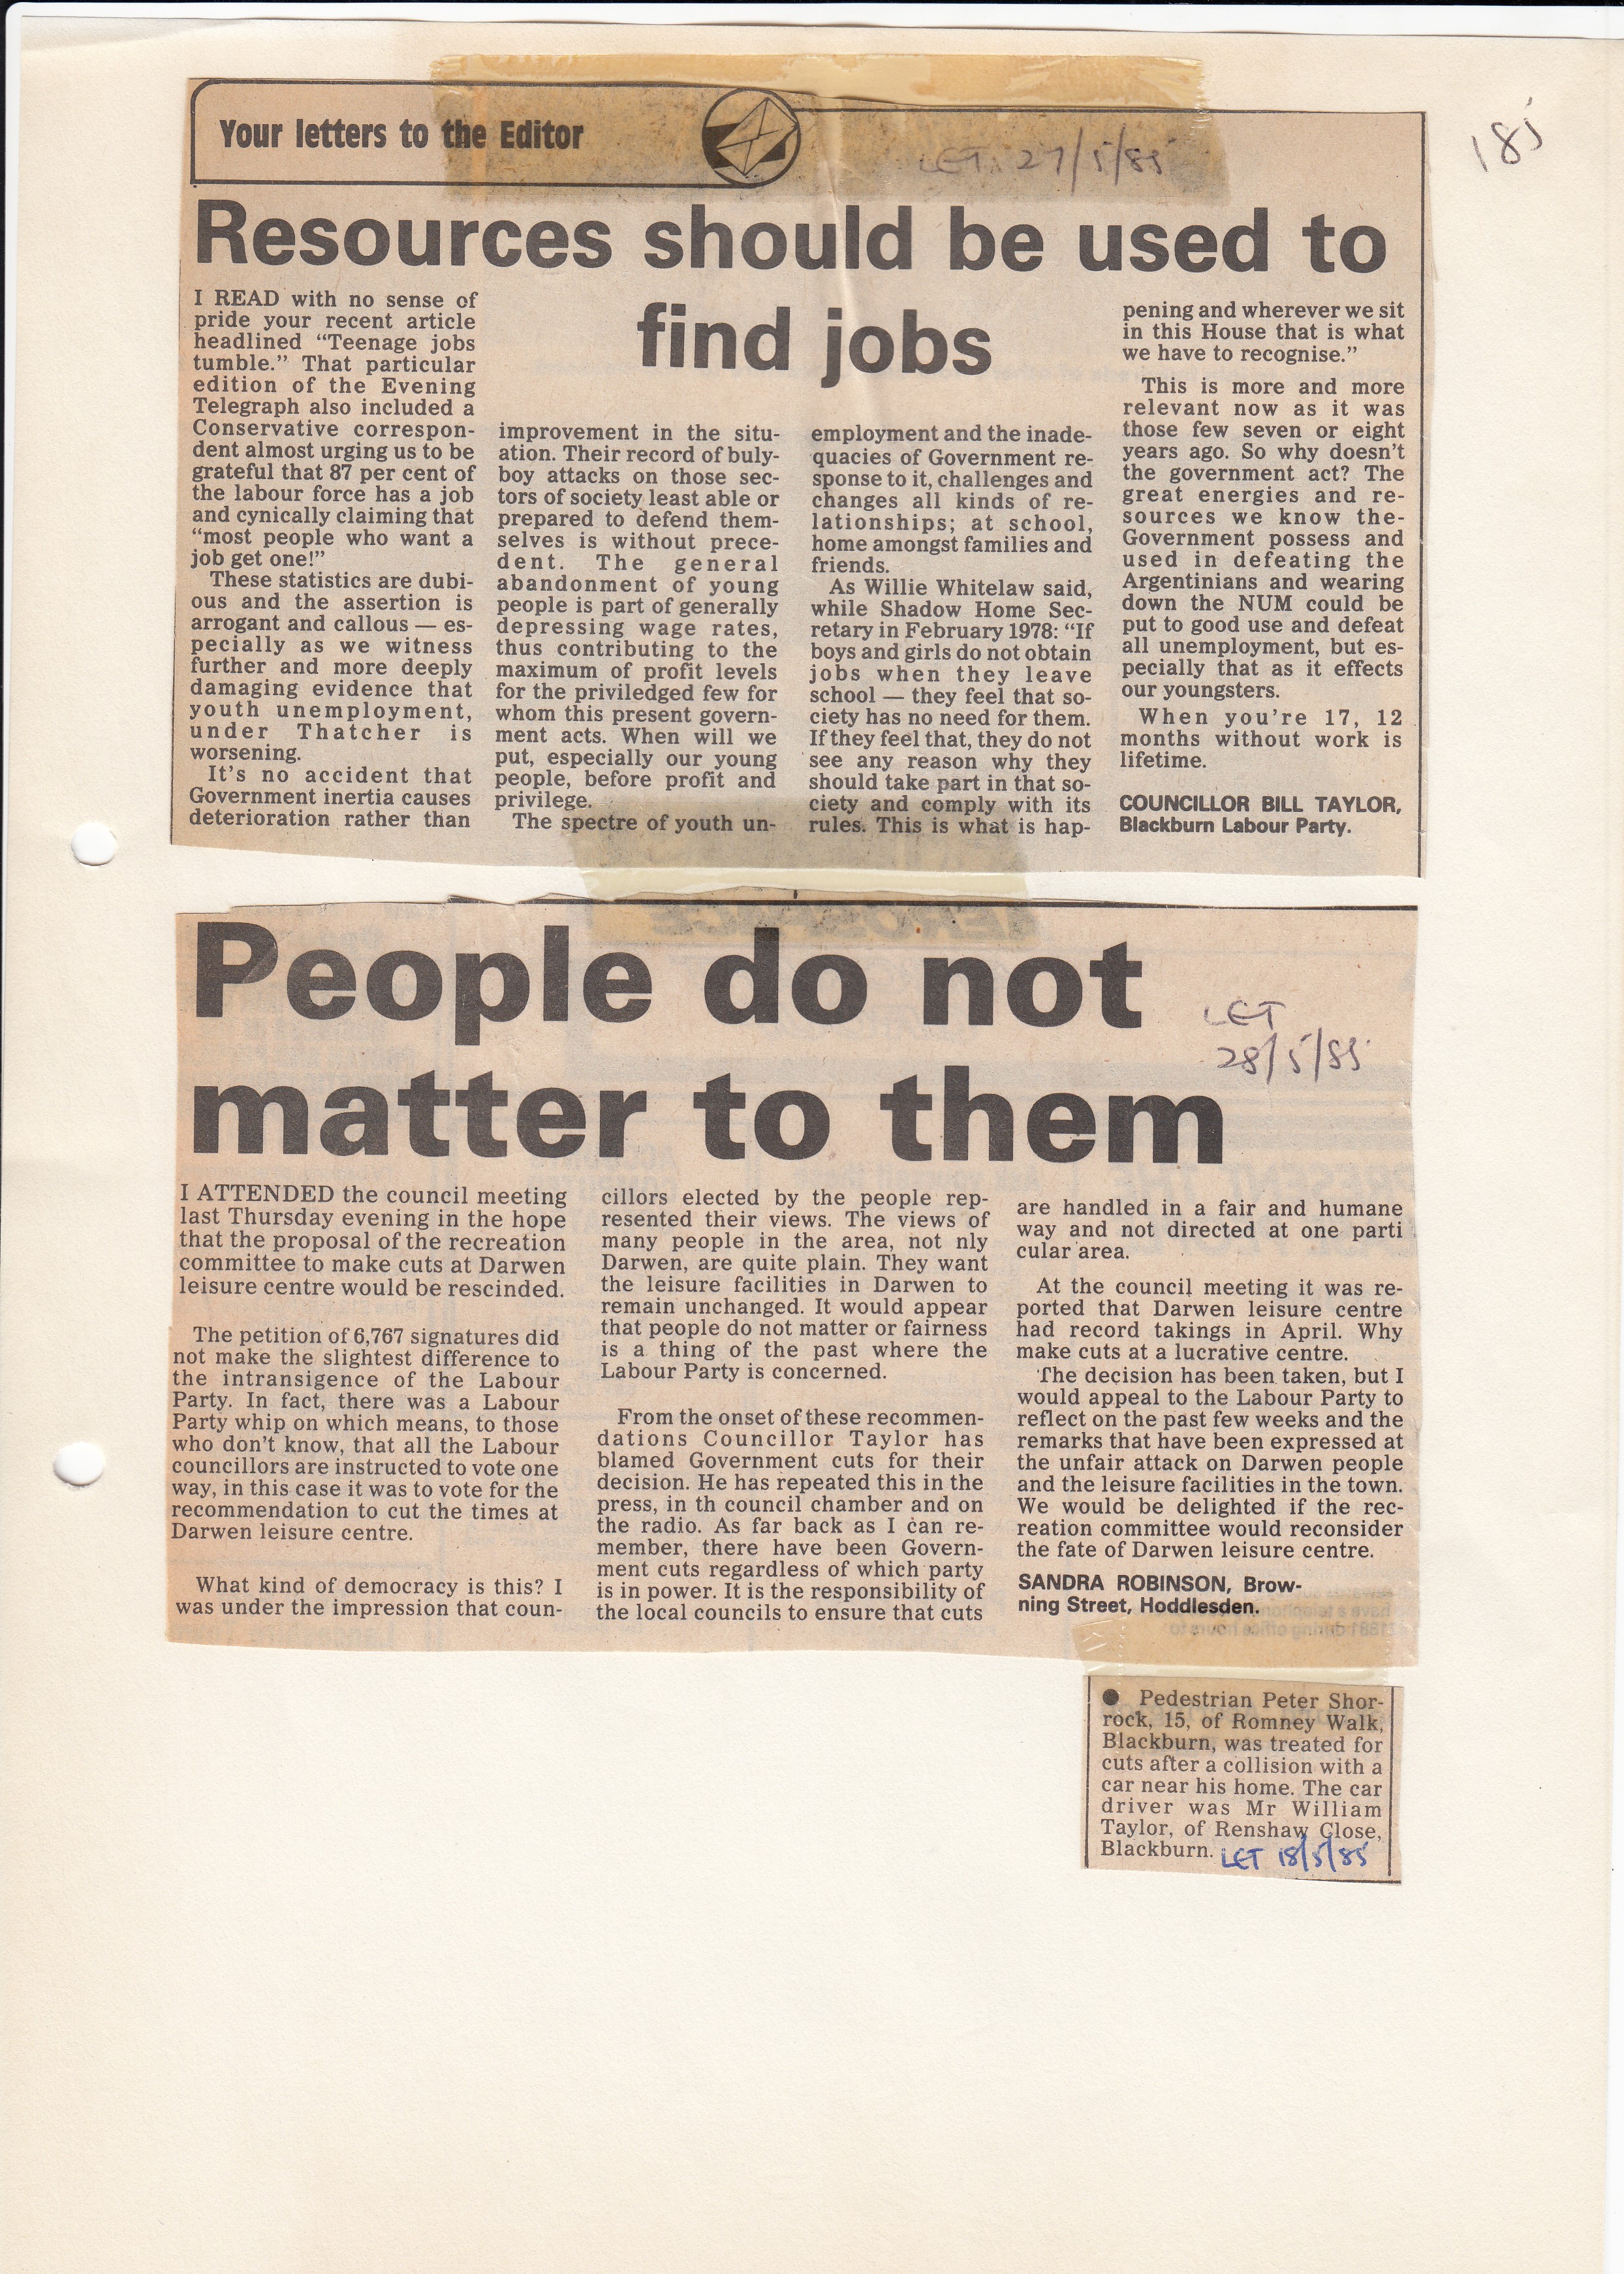 185
Your letters to the Editor
LET. 27/5/85
Resources should be used to
find jobs
I READ with no sense of
pride your recent article
headlined “Teenage jobs
tumble.” That particular
edition of the Evening
Telegraph also included a
Conservative correspon-
dent almost urging us to be
grateful that 87 per cent of
the labour force has a job
and cynically claiming that
“most people who want a
job get one!”
These statistics are dubi-
ous and the assertion is
arrogant and callous — es-
pecially as we witness
further and more deeply
damaging evidence that
youth unemployment,
under Thatcher is
worsening.
It’s no accident that
Government inertia causes
deterioration rather than
improvement in the situ-
ation. Their record of buly-
boy attacks on those sec-
tors of society least able or
prepared to defend them-
selves is without prece-
dent. The general
abandonment of young
people is part of generally
depressing wage rates,
thus contributing to the
maximum of profit levels
for the priviledged few for
whom this present govern-
ment acts. When will we
put, especially our young
people, before profit and
privilege.
The spectre of youth un-
employment and the inade-
quacies of Government re-
sponse to it, challenges and
changes all kinds of re-
lationships; at school,
home amongst families and
friends.
As Willie Whitelaw said,
while Shadow Home Sec-
retary in February 1978: “If
boys and girls do not obtain
jobs when they leave
school — they feel that so-
ciety has no need for them.
If they feel that, they do not
see any reason why they
should take part in that so-
ciety and comply with its
rules. This is what is hap-
pening and wherever we sit
in this House that is what
we have to recognise.”
This is more and more
relevant now as it was
those few seven or eight
years ago. So why doesn’t
the government act? The
great energies and re-
sources we know the-
Government possess and
used in defeating the
Argentinians and wearing
down the NUM could be
put to good use and defeat
all unemployment, but es-
pecially that as it effects
our youngsters.
When you’re 17, 12
months without work is
lifetime.
COUNCILLOR BILL TAYLOR,
Blackburn Labour Party.
People do not
matter to them
LET
28/5/85
I ATTENDED the council meeting
last Thursday evening in the hope
that the proposal of the recreation
committee to make cuts at Darwen
leisure centre would be rescinded.
The petition of 6,767 signatures did
not make the slightest difference to
the intransigence of the Labour
Party. In fact, there was a Labour
Party whip on which means, to those
who don’t know, that all the Labour
councillors are instructed to vote one
way, in this case it was to vote for the
recommendation to cut the times at
Darwen leisure centre.
What kind of democracy is this? I
was under the impression that coun-
cillors elected by the people rep-
resented their views. The views of
many people in the area, not nly
Darwen, are quite plain. They want
the leisure facilities in Darwen to
remain unchanged. It would appear
that people do not matter or fairness
is a thing of the past where the
Labour Party is concerned.
From the onset of these recommen-
dations Councillor Taylor has
blamed Government cuts for their
decision. He has repeated this in the
press, in th council chamber and on
the radio. As far back as I can re-
member, there have been Govern-
ment cuts regardless of which party
is in power. It is the responsibility of
the local councils to ensure that cuts
are handled in a fair and humane
way and not directed at one parti
cular area.
At the council meeting it was re-
ported that Darwen leisure centre
had record takings in April. Why
make cuts at a lucrative centre.
The decision has been taken, but I
would appeal to the Labour Party to
reflect on the past few weeks and the
remarks that have been expressed at
the unfair attack on Darwen people
and the leisure facilities in the town.
We would be delighted if the rec-
reation committee would reconsider
the fate of Darwen leisure centre.
SANDRA ROBINSON, Brow-
ning Street, Hoddlesden.
● Pedestrian Peter Shor-
rock, 15, of Romney Walk,
Blackburn, was treated for
cuts after a collision with a
car near his home. The car
driver was Mr William
Taylor, of Renshaw Close,
Blackburn.
LET 18/5/85